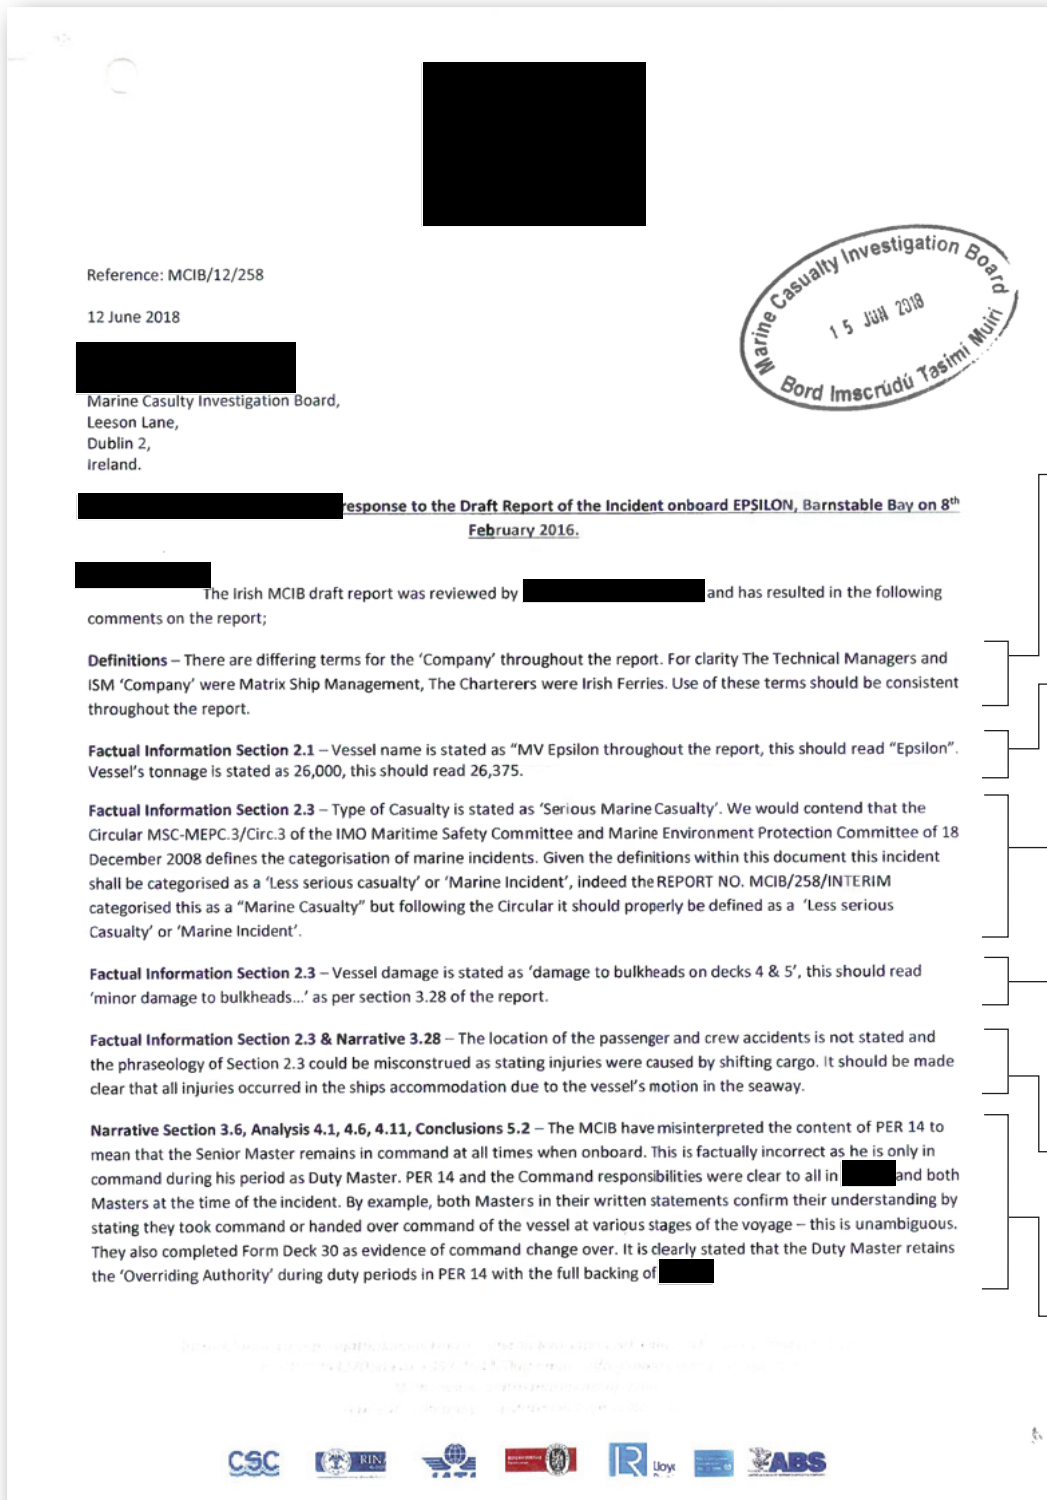 Marine Casualty Investigation Board
15 JUN 2018
Bord Imscrúdú Taismí Muirí
Reference: MCIB/12/258
12 June 2018
Marine Casulty Investigation Board,
Leeson Lane,
Dublin 2,
Ireland.
esponse to the Draft Report of the Incident onboard EPSILON, Barnstable Bay on 8th
February 2016.
The Irish MCIB draft report was reviewed by and has resulted in the following
comments on the report;
Definitions – There are differing terms for the ‘Company’ throughout the report. For clarity The Technical Managers and
ISM ‘Company’ were Matrix Ship Management, The Charterers were Irish Ferries. Use of these terms should be consistent
throughout the report.
Factual Information Section 2.1 – Vessel name is stated as “MV Epsilon throughout the report, this should read “Epsilon”.
Vessel’s tonnage is stated as 26,000, this should read 26,375.
Factual Information Section 2.3 – Type of Casualty is stated as ‘Serious Marine Casualty’. We would contend that the
Circular MSC-MEPC.3/Circ.3 of the IMO Maritime Safety Committee and Marine Environment Protection Committee of 18
December 2008 defines the categorisation of marine incidents. Given the definitions within this document this incident
shall be categorised as a ‘Less serious casualty’ or ‘Marine Incident’, indeed the REPORT NO. MCIB/258/INTERIM
categorised this as a “Marine Casualty” but following the Circular it should properly be defined as a ‘Less serious
Casualty’ or ‘Marine Incident’.
Factual Information Section 2.3 – Vessel damage is stated as ‘damage to bulkheads on decks 4 & 5’, this should read
‘minor damage to bulkheads...’ as per section 3.28 of the report.
Factual Information Section 2.3 & Narrative 3.28 – The location of the passenger and crew accidents is not stated and
the phraseology of Section 2.3 could be misconstrued as stating injuries were caused by shifting cargo. It should be made
clear that all injuries occurred in the ships accommodation due to the vessel’s motion in the seaway.
Narrative Section 3.6, Analysis 4.1, 4.6, 4.11, Conclusions 5.2 – The MCIB have misinterpreted the content of PER 14 to
mean that the Senior Master remains in command at all times when onboard. This is factually incorrect as he is only in
command during his period as Duty Master. PER 14 and the Command responsibilities were clear to all in and both
Masters at the time of the incident. By example, both Masters in their written statements confirm their understanding by
stating they took command or handed over command of the vessel at various stages of the voyage – this is unambiguous.
They also completed Form Deck 30 as evidence of command change over. It is clearly stated that the Duty Master retains
the ‘Overriding Authority’ during duty periods in PER 14 with the full backing of
CSC
RIN
LR
ABS